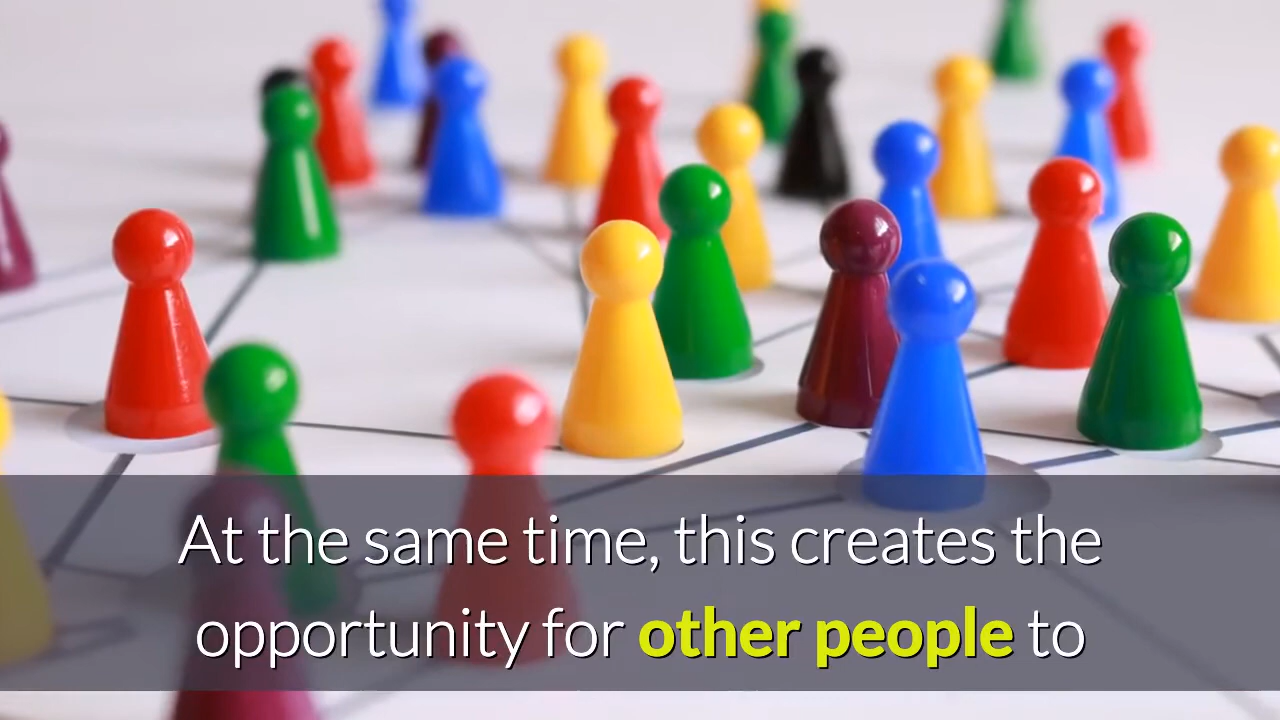 At the same time, this creates the
opportunity for other people to